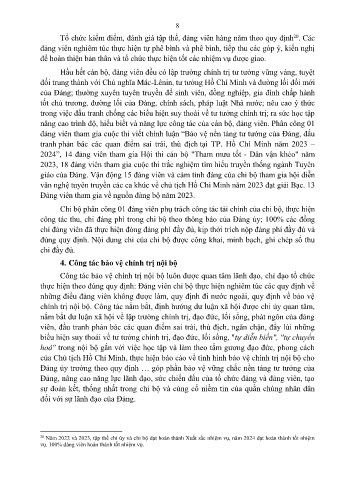 8
Tổ chức kiểm điểm, đánh giá tập thể, đảng viên hàng năm theo quy định²⁰. Các
đảng viên nghiêm túc thực hiện tự phê bình và phê bình, tiếp thu các góp ý, kiến nghị
để hoàn thiện bản thân và tổ chức thực hiện tốt các nhiệm vụ được giao.
Hầu hết cán bộ, đảng viên đều có lập trường chính trị tư tưởng vững vàng, tuyệt
đối trung thành với Chủ nghĩa Mác-Lênin, tư tưởng Hồ Chí Minh và đường lối đổi mới
của Đảng; thường xuyên tuyên truyền để sinh viên, đồng nghiệp, gia đình chấp hành
tốt chủ trương, đường lối của Đảng, chính sách, pháp luật Nhà nước; nêu cao ý thức
trong việc đấu tranh chống các biểu hiện suy thoái về tư tưởng chính trị; ra sức học tập
nâng cao trình độ, hiểu biết và năng lực công tác của cán bộ, đảng viên. Phân công 01
đảng viên tham gia cuộc thi viết chính luận "Bảo vệ nền tảng tư tưởng của Đảng, đấu
tranh phản bác các quan điểm sai trái, thù địch tại TP. Hồ Chí Minh năm 2023 –
2024", 14 đảng viên tham gia Hội thi cán bộ "Tham mưu tốt - Dân vận khéo" năm
2023, 18 đảng viên tham gia cuộc thi trắc nghiệm tìm hiểu truyền thống ngành Tuyên
giáo của Đảng. Vận động 15 đảng viên và cảm tình đảng của chi bộ tham gia hội diễn
văn nghệ tuyên truyền các ca khúc về chủ tịch Hồ Chí Minh năm 2023 đạt giải Bạc. 13
Đảng viên tham gia về nguồn đảng bộ năm 2023.
Chi bộ phân công 01 đảng viên phụ trách công tác tài chính của chi bộ, thực hiện
công tác thu, chi đảng phí trong chi bộ theo thông báo của Đảng ủy; 100% các đồng
chí đảng viên đã thực hiện đóng đảng phí đầy đủ, kịp thời trích nộp đảng phí đầy đủ và
đúng quy định. Nội dung chi của chi bộ được công khai, minh bạch, ghi chép sổ thu
chi đầy đủ.
4. Công tác bảo vệ chính trị nội bộ
Công tác bảo vệ chính trị nội bộ luôn được quan tâm lãnh đạo, chỉ đạo tổ chức
thực hiện theo đúng quy định: Đảng viên chi bộ thực hiện nghiêm túc các quy định về
những điều đảng viên không được làm, quy định đi nước ngoài, quy định về bảo vệ
chính trị nội bộ. Công tác nắm bắt, định hướng dư luận xã hội được chi ủy quan tâm,
nắm bắt dư luận xã hội về lập trường chính trị, đạo đức, lối sống, phát ngôn của đảng
viên, đấu tranh phản bác các quan điểm sai trái, thù địch, ngăn chặn, đẩy lùi những
biểu hiện suy thoái về tư tưởng chính trị, đạo đức, lối sống, "tự diễn biến", "tự chuyển
hoá" trong nội bộ gắn với việc học tập và làm theo tấm gương đạo đức, phong cách
của Chủ tịch Hồ Chí Minh, thực hiện báo cáo về tình hình bảo vệ chính trị nội bộ cho
Đảng ủy trường theo quy định … góp phần bảo vệ vững chắc nền tảng tư tưởng của
Đảng, nâng cao năng lực lãnh đạo, sức chiến đấu của tổ chức đảng và đảng viên, tạo
sự đoàn kết, thống nhất trong chi bộ và củng cố niềm tin của quần chúng nhân dân
đối với sự lãnh đạo của Đảng.
²⁰ Năm 2022 và 2023, tập thể chi ủy và chi bộ đạt hoàn thành Xuất sắc nhiệm vụ, năm 2024 đạt hoàn thành tốt nhiệm
vụ. 100% đảng viên hoàn thành tốt nhiệm vụ.